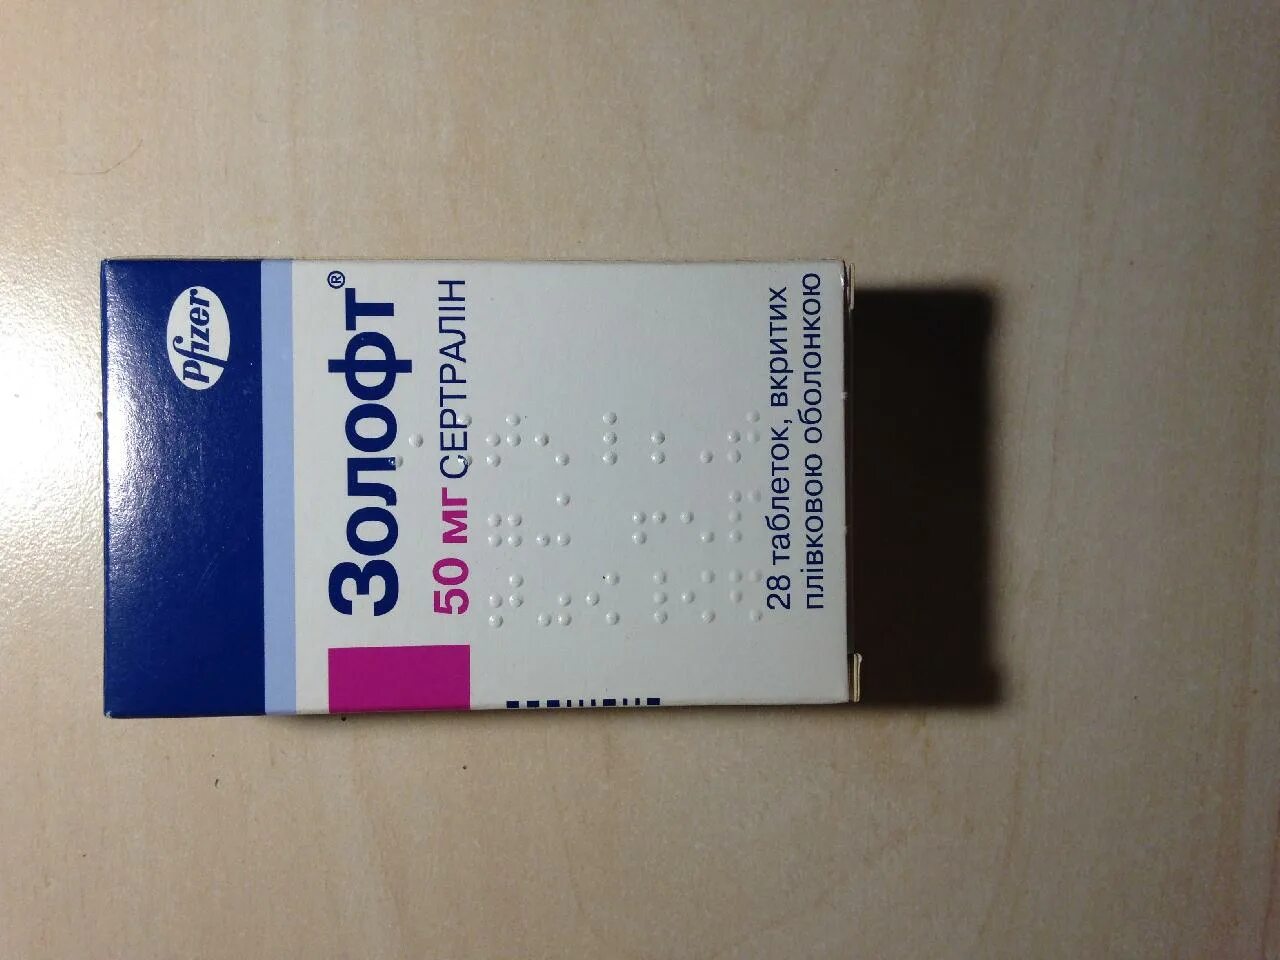 Pfizer
Золофт®
50 мг СЕРТРАЛІН
28 таблеток, вкритих
плівковою оболонкою